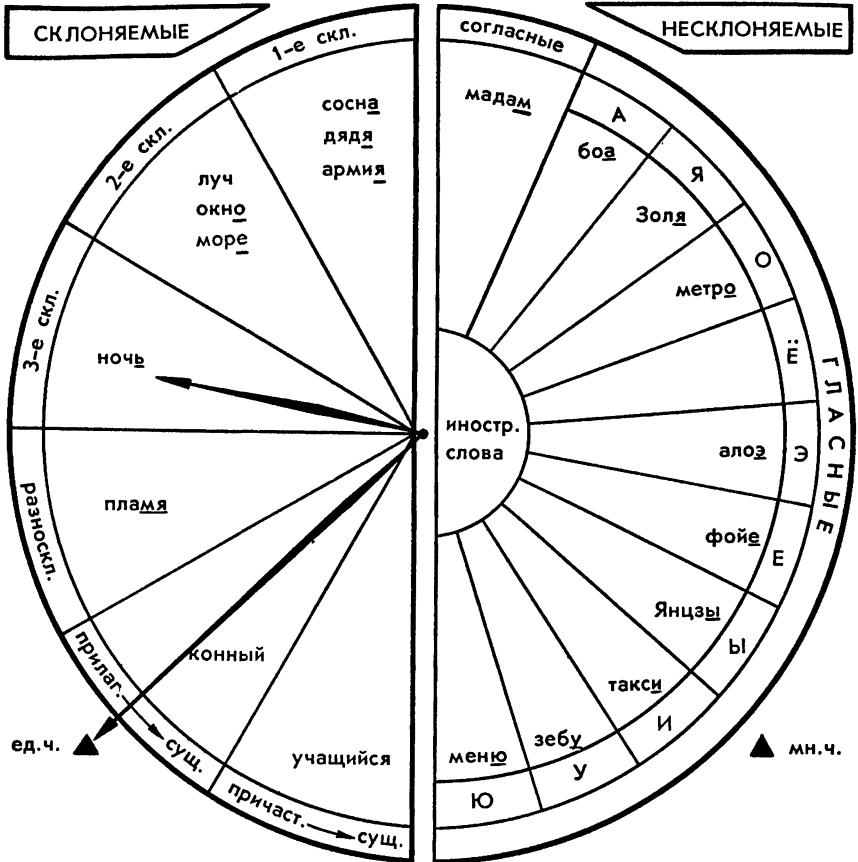 СКЛОНЯЕМЫЕ
НЕСКЛОНЯЕМЫЕ
1-е скл.
сосна
дядя
армия
2-е скл.
луч
окно
море
3-е скл.
ночь
разноскл.
пламя
прилаг. сущ.
конный
причаст. сущ.
учащийся
ед.ч.
иностр.
слова
согласные
мадам
ГЛАСНЫЕ
А
боа
Я
Золя
О
метро
Ё
Э
алоэ
Е
фойе
Ы
Янцзы
И
такси
У
зебу
Ю
меню
мн.ч.